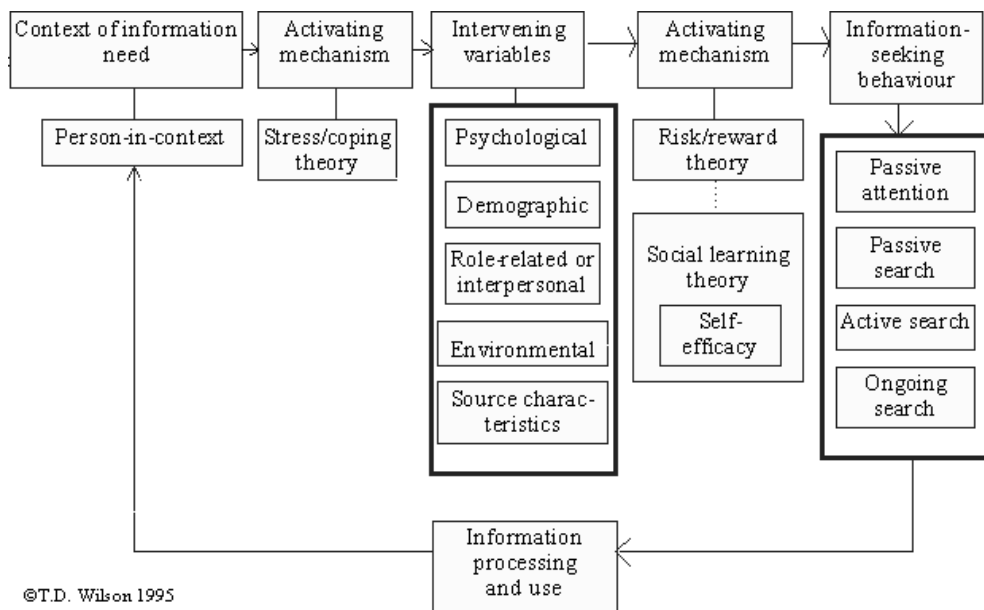 Context of information
need
Activating
mechanism
Intervening
variables
Activating
mechanism
Information-
seeking
behaviour
Person-in-context
Stress/coping
theory
Psychological
Demographic
Role-related or
interpersonal
Environmental
Source charac-
teristics
Risk/reward
theory
Social learning
theory
Self-
efficacy
Passive
attention
Passive
search
Active search
Ongoing
search
Information
processing
and use
©T.D. Wilson 1995